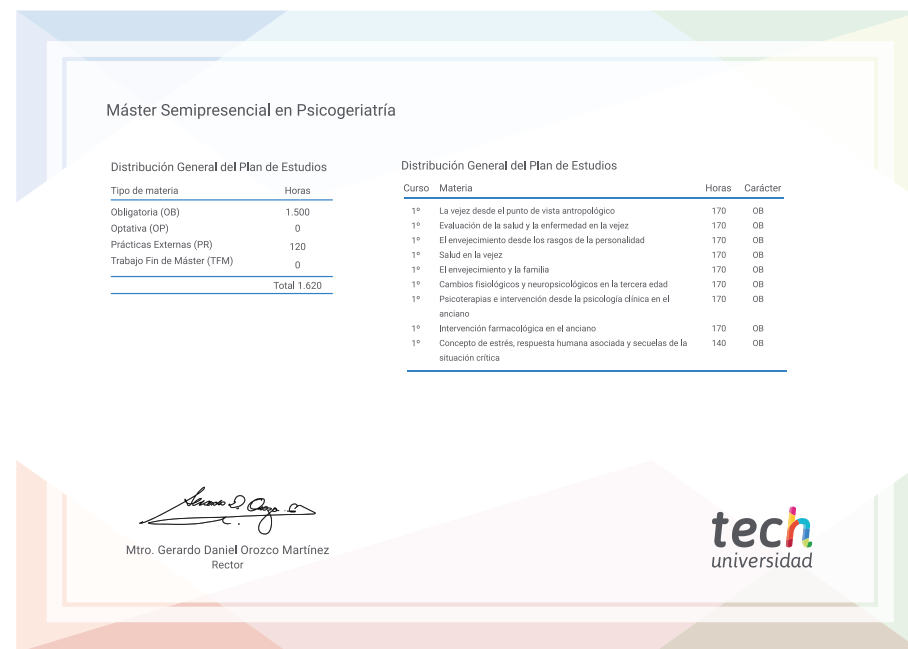 Máster Semipresencial en Psicogeriatría
Distribución General del Plan de Estudios
Tipo de materia Horas
Obligatoria (OB) 1.500
Optativa (OP) 0
Prácticas Externas (PR) 120
Trabajo Fin de Máster (TFM) 0
Total 1.620
Distribución General del Plan de Estudios
Curso Materia Horas Carácter
1º La vejez desde el punto de vista antropológico 170 OB
1º Evaluación de la salud y la enfermedad en la vejez 170 OB
1º El envejecimiento desde los rasgos de la personalidad 170 OB
1º Salud en la vejez 170 OB
1º El envejecimiento y la familia 170 OB
1º Cambios fisiológicos y neuropsicológicos en la tercera edad 170 OB
1º Psicoterapias e intervención desde la psicología clínica en el 170 OB
anciano
1º Intervención farmacológica en el anciano 170 OB
1º Concepto de estrés, respuesta humana asociada y secuelas de la 140 OB
situación crítica
Mtro. Gerardo Daniel Orozco Martínez
Rector
tech
universidad